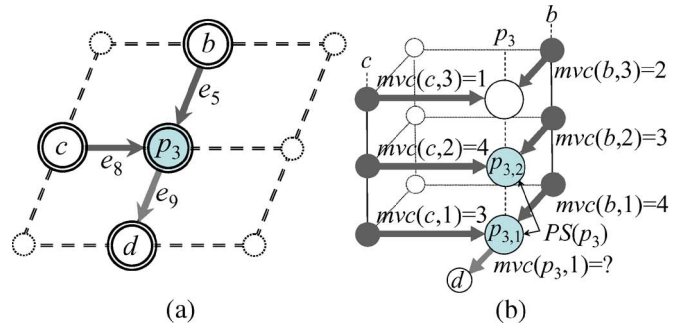 b
e5
c
e8
p3
e9
d
(a)
b
p3
c
mvc(c,3)=1
mvc(b,3)=2
mvc(c,2)=4
mvc(b,2)=3
p3,2
mvc(c,1)=3
mvc(b,1)=4
p3,1
PS(p3)
mvc(p3,1)=?
d
(b)